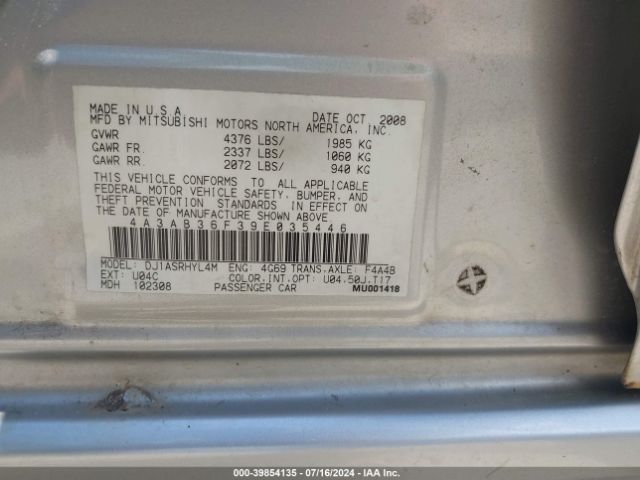 MADE IN U.S.A. DATE OCT. 2008
MFD BY MITSUBISHI MOTORS NORTH AMERICA, INC.
GVWR 4376 LBS/ 1985 KG
GAWR FR. 2337 LBS/ 1060 KG
GAWR RR. 2072 LBS/ 940 KG
THIS VEHICLE CONFORMS TO ALL APPLICABLE
FEDERAL MOTOR VEHICLE SAFETY, BUMPER, AND
THEFT PREVENTION STANDARDS IN EFFECT ON
THE DATE OF MANUFACTURE SHOWN ABOVE.
4A3AB36F39E035446
MODEL: DJ1ASRHYL4M ENG: 4G69 TRANS.AXLE: F4A4B
EXT: U04C COLOR.INT.OPT: U04.50J.T17
MDH 102308 PASSENGER CAR MU001418
000-39854135 - 07/16/2024 - IAA Inc.